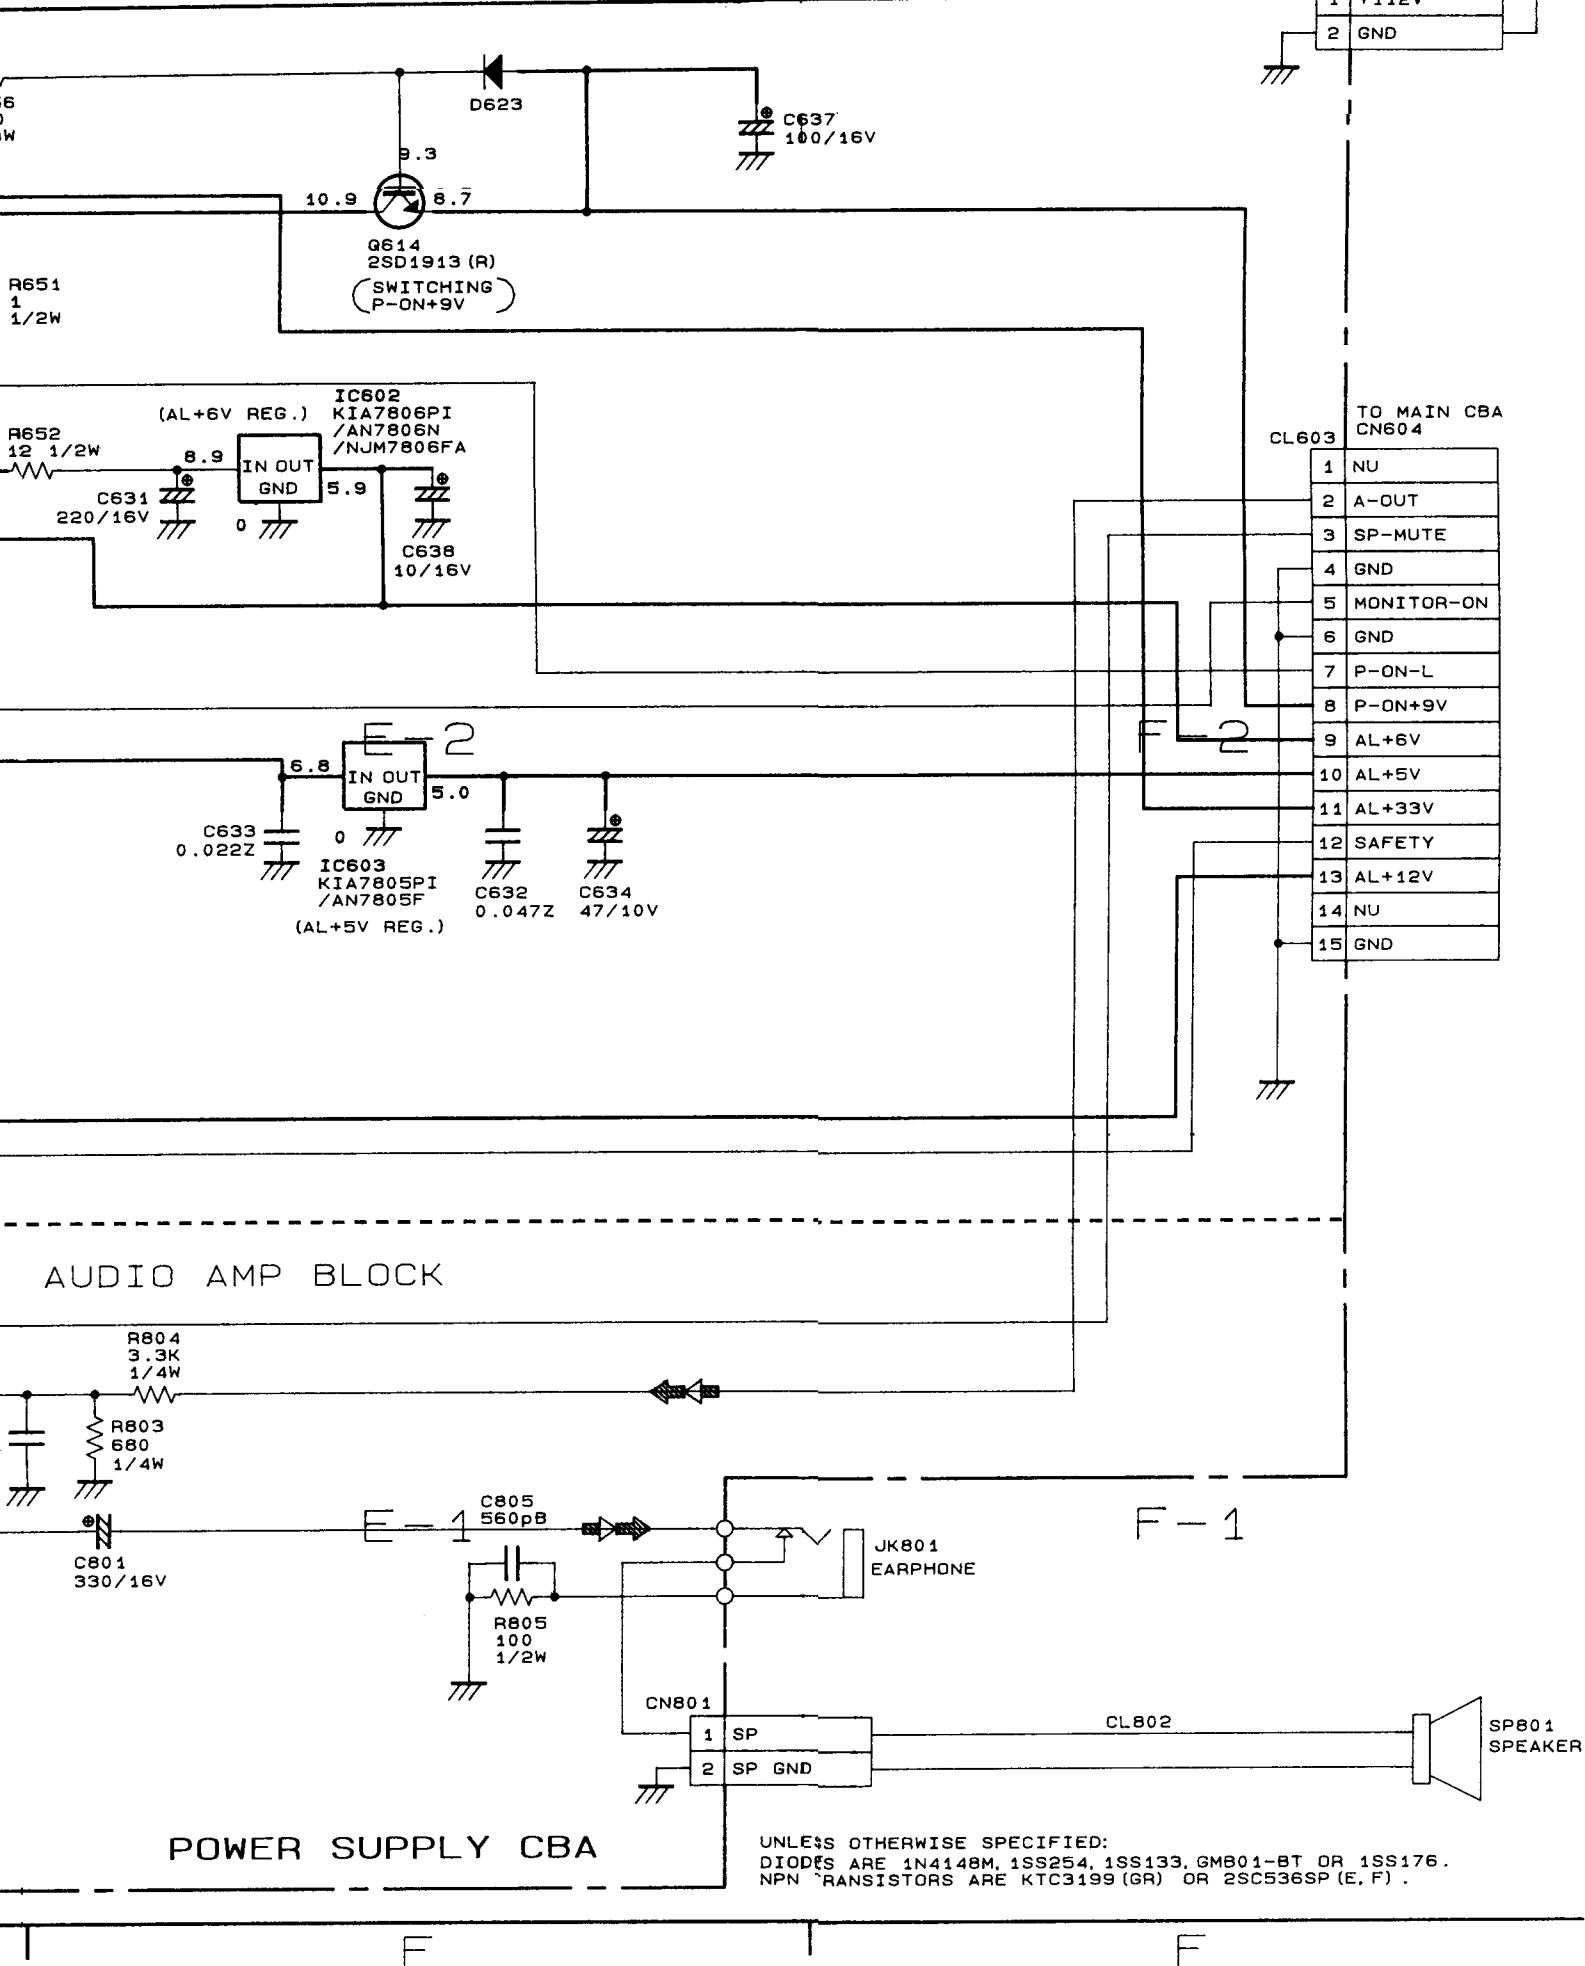 1 +112V
2 GND
D623
C637
100/16V
9.3
10.9
8.7
Q614
2SD1913(R)
(SWITCHING
P-ON+9V)
R651
1
1/2W
IC602
(AL+6V REG.) KIA7806PI
/AN7806N
/NJM7806FA
R652
12 1/2W
8.9
IN OUT
GND
5.9
C631
220/16V
0
C638
10/16V
TO MAIN CBA
CN604
CL603
1 NU
2 A-OUT
3 SP-MUTE
4 GND
5 MONITOR-ON
6 GND
7 P-ON-L
8 P-ON+9V
9 AL+6V
10 AL+5V
11 AL+33V
12 SAFETY
13 AL+12V
14 NU
15 GND
E-2
F-2
6.8
IN OUT
GND
5.0
C633
0.022Z
0
IC603
KIA7805PI
/AN7805F
(AL+5V REG.)
C632
0.047Z
C634
47/10V
AUDIO AMP BLOCK
R804
3.3K
1/4W
R803
680
1/4W
C801
330/16V
E-1
C805
560pB
R805
100
1/2W
F-1
JK801
EARPHONE
CN801
1 SP
2 SP GND
CL802
SP801
SPEAKER
POWER SUPPLY CBA
UNLESS OTHERWISE SPECIFIED:
DIODES ARE 1N4148M, 1SS254, 1SS133, GMB01-BT OR 1SS176.
NPN TRANSISTORS ARE KTC3199(GR) OR 2SC536SP(E,F).